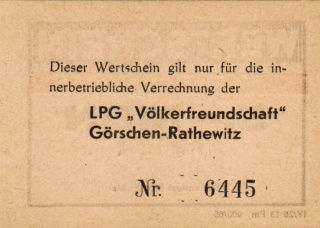 Dieser Wertschein gilt nur für die in-
nerbetriebliche Verrechnung der
LPG „Völkerfreundschaft"
Görschen-Rathewitz
Nr. 6445